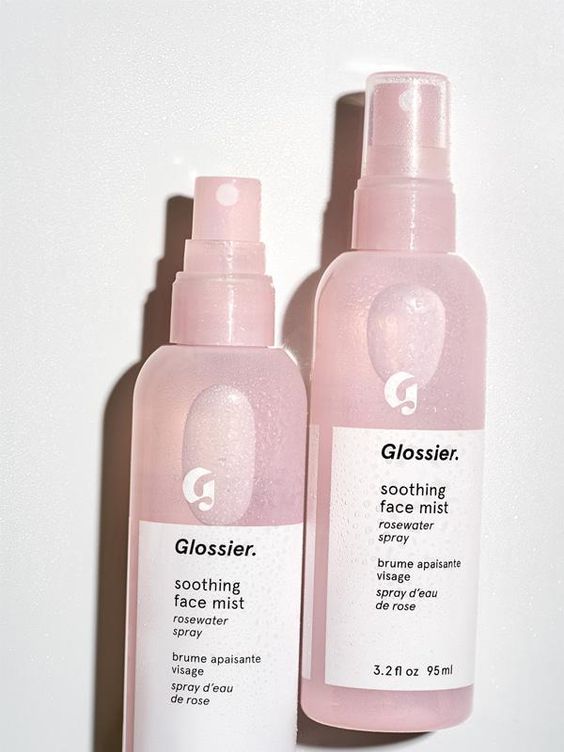 G
Glossier.
soothing
face mist
rosewater
spray
brume apaisante
visage
spray d'eau
de rose
G
Glossier.
soothing
face mist
rosewater
spray
brume apaisante
visage
spray d'eau
de rose
3.2 fl oz 95 ml